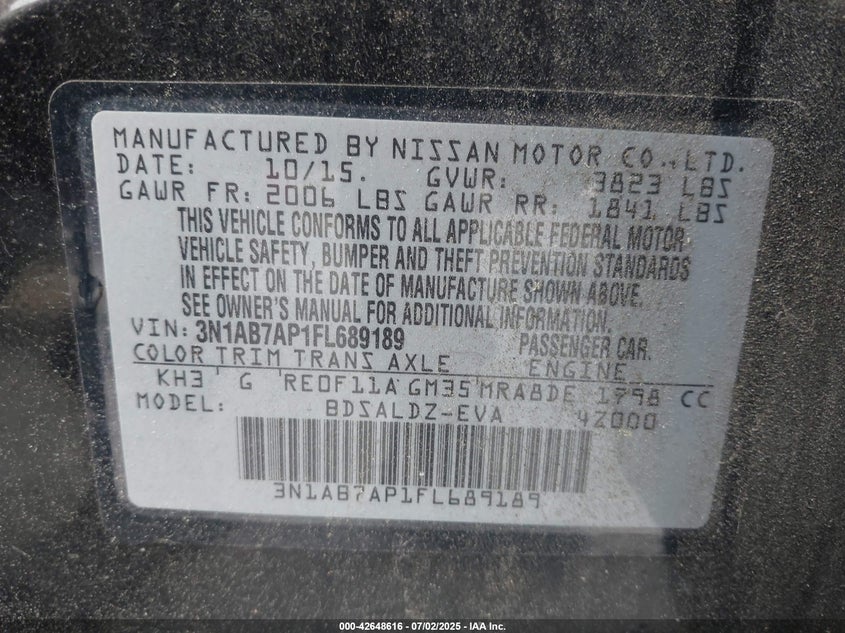 MANUFACTURED BY NISSAN MOTOR CO., LTD.
DATE: 10/15. GVWR: 3823 LBS
GAWR FR: 2006 LBS GAWR RR: 1841 LBS
THIS VEHICLE CONFORMS TO ALL APPLICABLE FEDERAL MOTOR
VEHICLE SAFETY, BUMPER AND THEFT PREVENTION STANDARDS
IN EFFECT ON THE DATE OF MANUFACTURE SHOWN ABOVE.
SEE OWNER'S MANUAL FOR ADDITIONAL INFORMATION.
VIN: 3N1AB7AP1FL689189 PASSENGER CAR.
COLOR TRIM TRANS AXLE ENGINE
KH3 G RE0F11A GM35 MRA8DE 1798 CC
MODEL: BDSALDZ-EVA 4Z000
3N1AB7AP1FL689189
000-42648616 - 07/02/2025 - IAA Inc.